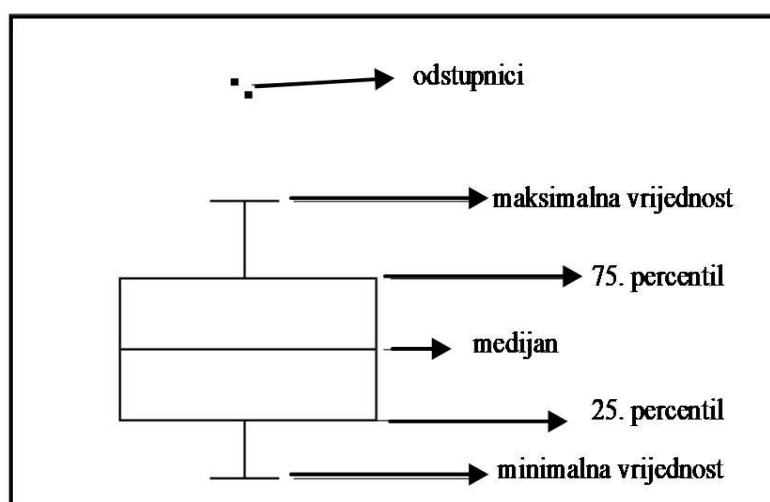 odstupnici
maksimalna vrijednost
75. percentil
medijan
25. percentil
minimalna vrijednost